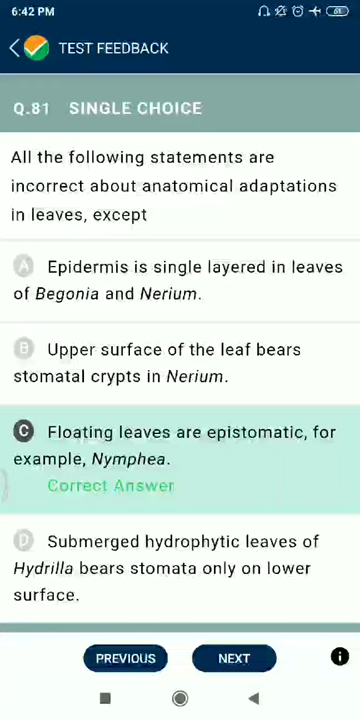 6:42 PM
TEST FEEDBACK
Q.81 SINGLE CHOICE
All the following statements are
incorrect about anatomical adaptations
in leaves, except
A Epidermis is single layered in leaves
of Begonia and Nerium.
B Upper surface of the leaf bears
stomatal crypts in Nerium.
C Floating leaves are epistomatic, for
example, Nymphea.
Correct Answer
D Submerged hydrophytic leaves of
Hydrilla bears stomata only on lower
surface.
PREVIOUS NEXT